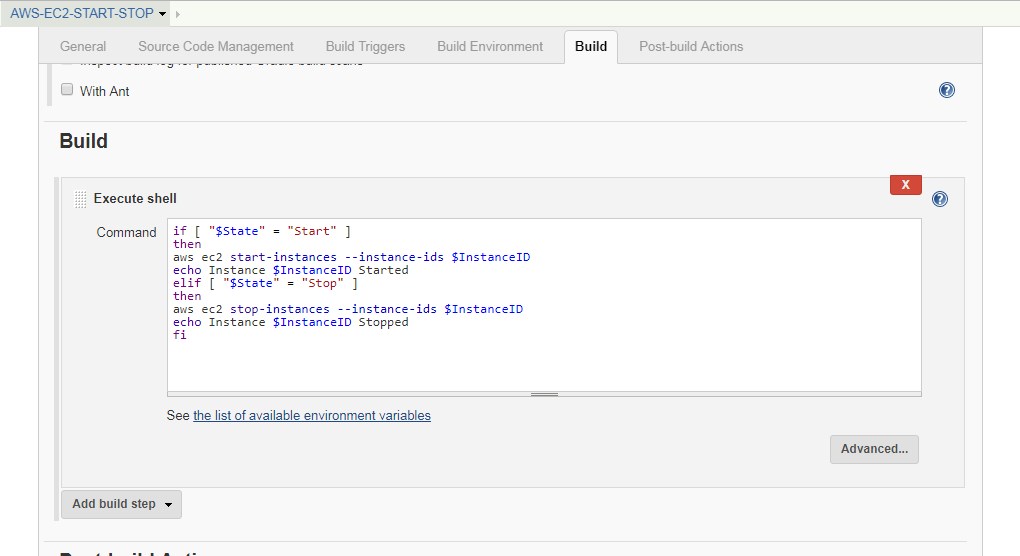 AWS-EC2-START-STOP
General Source Code Management Build Triggers Build Environment Build Post-build Actions
With Ant
Build
X
Execute shell
Command
if [ "$State" = "Start" ]
then
aws ec2 start-instances --instance-ids $InstanceID
echo Instance $InstanceID Started
elif [ "$State" = "Stop" ]
then
aws ec2 stop-instances --instance-ids $InstanceID
echo Instance $InstanceID Stopped
fi
See the list of available environment variables
Advanced...
Add build step